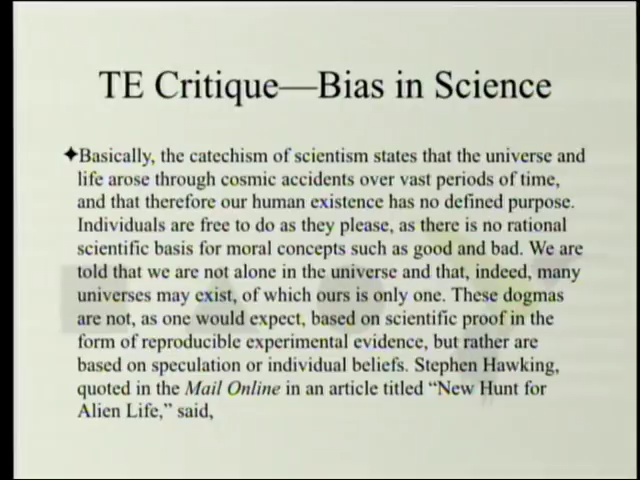 TE Critique—Bias in Science
✦Basically, the catechism of scientism states that the universe and
life arose through cosmic accidents over vast periods of time,
and that therefore our human existence has no defined purpose.
Individuals are free to do as they please, as there is no rational
scientific basis for moral concepts such as good and bad. We are
told that we are not alone in the universe and that, indeed, many
universes may exist, of which ours is only one. These dogmas
are not, as one would expect, based on scientific proof in the
form of reproducible experimental evidence, but rather are
based on speculation or individual beliefs. Stephen Hawking,
quoted in the Mail Online in an article titled “New Hunt for
Alien Life,” said,